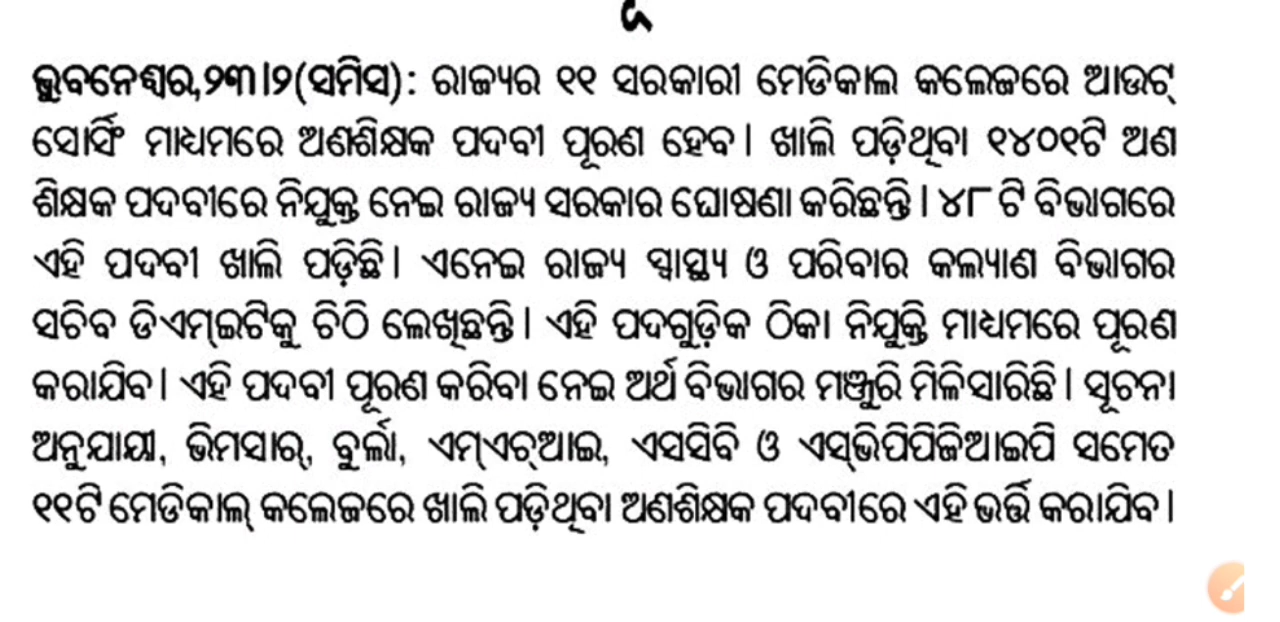 ଭୁବନେଶ୍ୱର,୨୩।୨(ସମିସ): ରାଜ୍ୟର ୧୧ ସରକାରୀ ମେଡିକାଲ କଲେଜରେ ଆଉଟ୍
ସୋର୍ସିଂ ମାଧ୍ୟମରେ ଅଣଶିକ୍ଷକ ପଦବୀ ପୂରଣ ହେବ। ଖାଲି ପଡ଼ିଥିବା ୧୪୦୧ଟି ଅଣ
ଶିକ୍ଷକ ପଦବୀରେ ନିଯୁକ୍ତ ନେଇ ରାଜ୍ୟ ସରକାର ଘୋଷଣା କରିଛନ୍ତି। ୪୮ ଟି ବିଭାଗରେ
ଏହି ପଦବୀ ଖାଲି ପଡ଼ିଛି। ଏନେଇ ରାଜ୍ୟ ସ୍ୱାସ୍ଥ୍ୟ ଓ ପରିବାର କଲ୍ୟାଣ ବିଭାଗର
ସଚିବ ଡିଏମ୍‌ଇଟିକୁ ଚିଠି ଲେଖିଛନ୍ତି। ଏହି ପଦଗୁଡ଼ିକ ଠିକା ନିଯୁକ୍ତି ମାଧ୍ୟମରେ ପୂରଣ
କରାଯିବ। ଏହି ପଦବୀ ପୂରଣ କରିବା ନେଇ ଅର୍ଥ ବିଭାଗର ମଞ୍ଜୁରି ମିଳିସାରିଛି। ସୂଚନା
ଅନୁଯାୟୀ, ଭିମସାର୍, ବୁର୍ଲା, ଏମ୍‌ଏଚ୍‌ଆଇ, ଏସସିବି ଓ ଏସ୍‌ଭିପିପିଜିଆଇପି ସମେତ
୧୧ଟି ମେଡିକାଲ୍ କଲେଜରେ ଖାଲି ପଡ଼ିଥିବା ଅଣଶିକ୍ଷକ ପଦବୀରେ ଏହି ଭର୍ତ୍ତି କରାଯିବ।